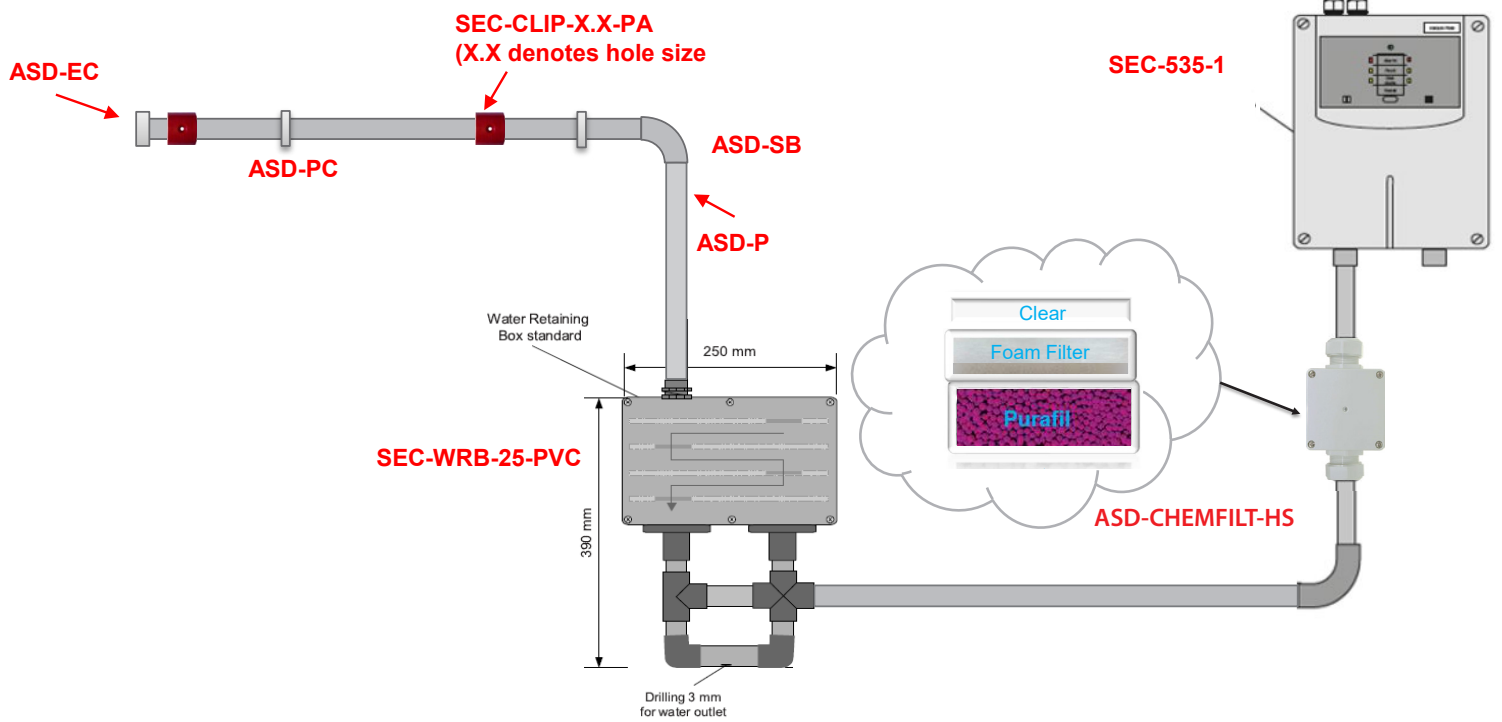 SEC-CLIP-X.X-PA
(X.X denotes hole size
ASD-EC
SEC-535-1
ASD-PC
ASD-SB
ASD-P
Water Retaining
Box standard
250 mm
Clear
Foam Filter
Purafil
SEC-WRB-25-PVC
390 mm
ASD-CHEMFILT-HS
Drilling 3 mm
for water outlet